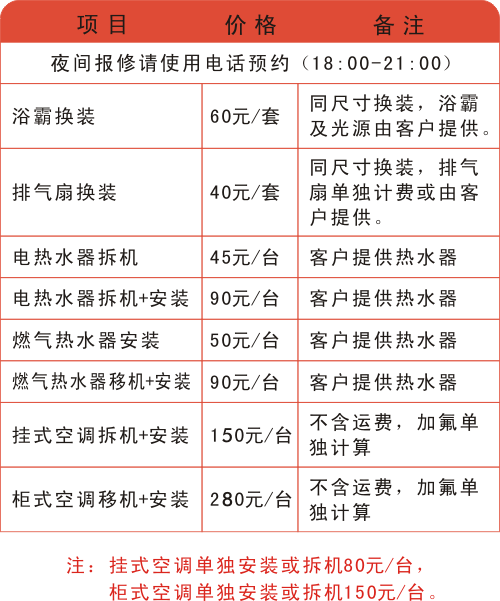 项目 价格 备注
夜间报修请使用电话预约（18:00-21:00）
浴霸换装 60元/套 同尺寸换装，浴霸
及光源由客户提供。
排气扇换装 40元/套 同尺寸换装，排气
扇单独计费或由客
户提供。
电热水器拆机 45元/台 客户提供热水器
电热水器拆机+安装 90元/台 客户提供热水器
燃气热水器安装 50元/台 客户提供热水器
燃气热水器移机+安装 90元/台 客户提供热水器
挂式空调拆机+安装 150元/台 不含运费，加氟单
独计算
柜式空调移机+安装 280元/台 不含运费，加氟单
独计算
注：挂式空调单独安装或拆机80元/台，
柜式空调单独安装或拆机150元/台。